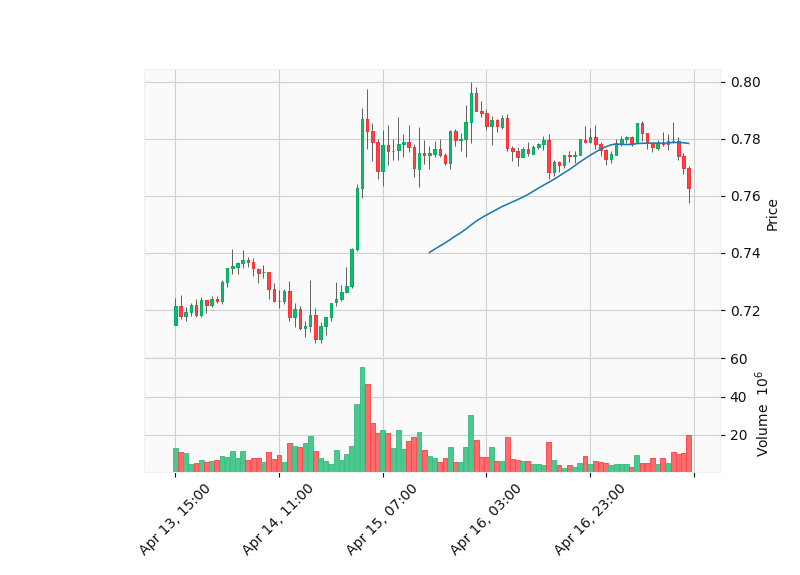 0.80
0.78
0.76
0.74
0.72
Price
60
40
20
Volume 10^6
Apr 13, 15:00
Apr 14, 11:00
Apr 15, 07:00
Apr 16, 03:00
Apr 16, 23:00